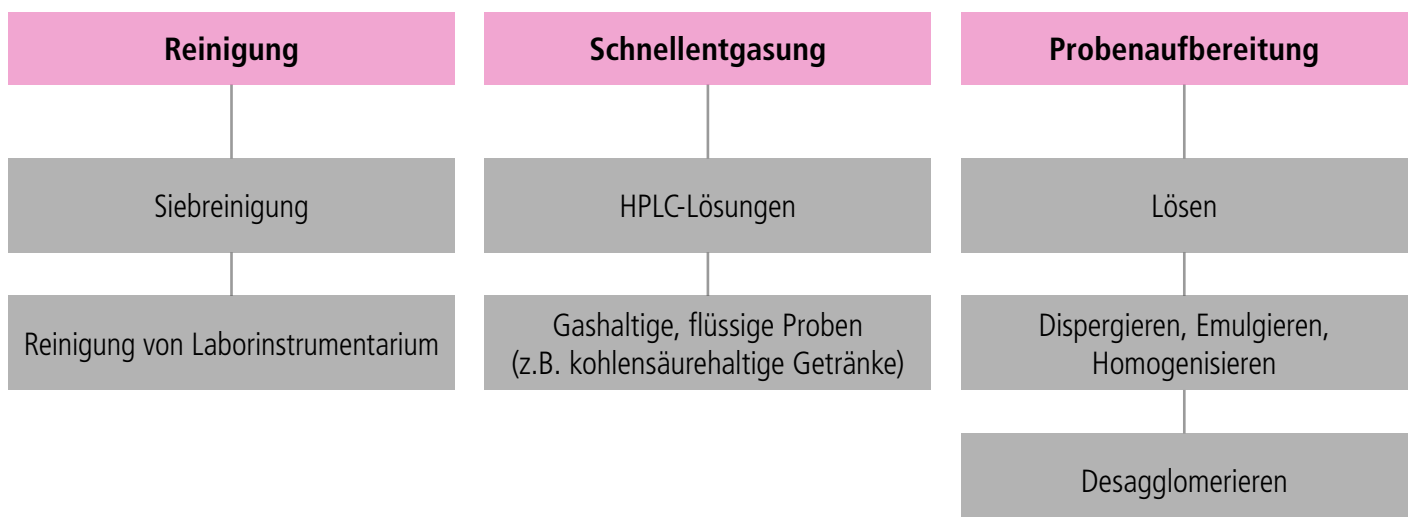 Reinigung
Siebreinigung
Reinigung von Laborinstrumentarium
Schnellentgasung
HPLC-Lösungen
Gashaltige, flüssige Proben
(z.B. kohlensäurehaltige Getränke)
Probenaufbereitung
Lösen
Dispergieren, Emulgieren,
Homogenisieren
Desagglomerieren